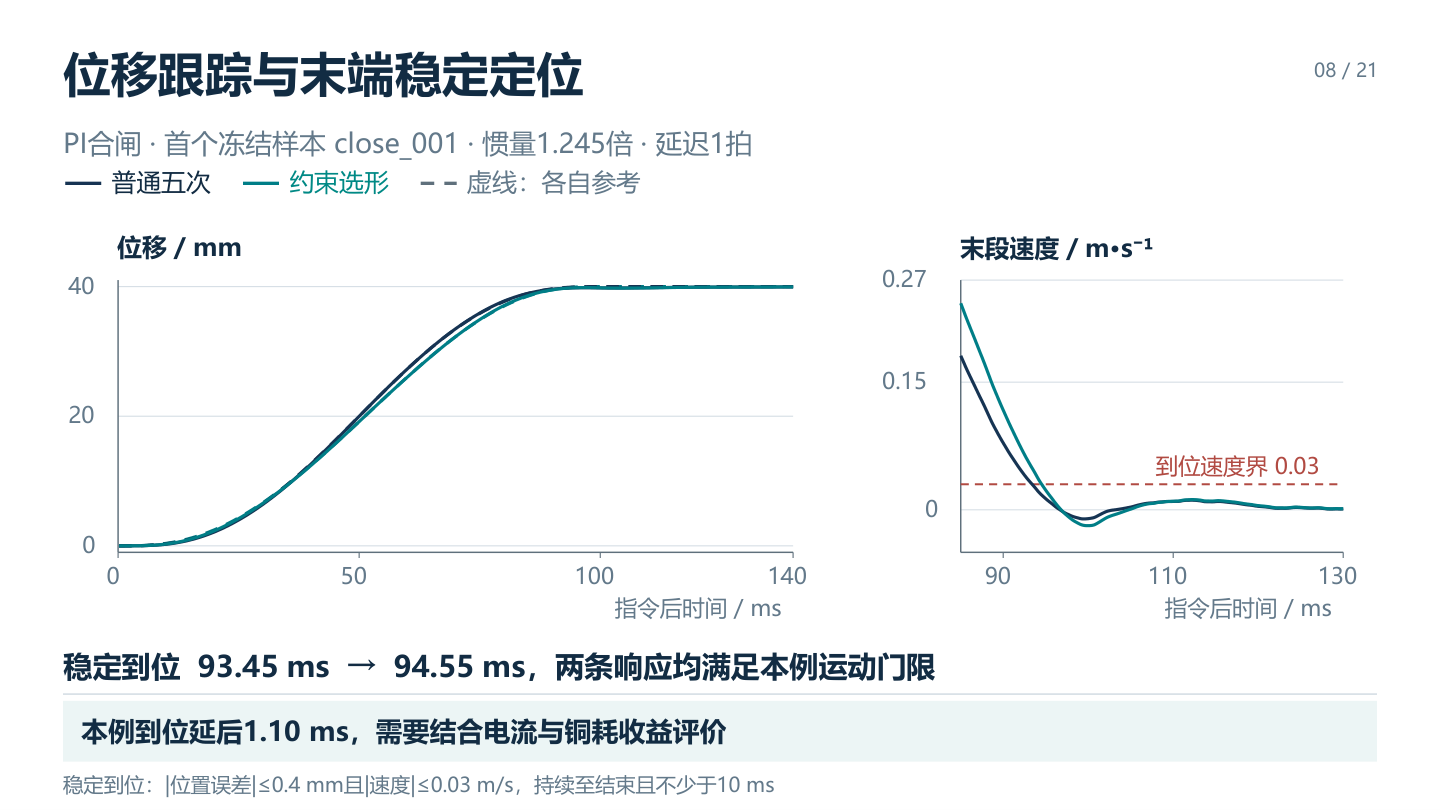 位移跟踪与末端稳定定位
08 / 21
PI合闸 · 首个冻结样本 close_001 · 惯量1.245倍 · 延迟1拍
普通五次 约束选形 虚线：各自参考
位移 / mm
40
20
0
0 50 100 140
指令后时间 / ms
末段速度 / m•s⁻¹
0.27
0.15
到位速度界 0.03
0
90 110 130
指令后时间 / ms
稳定到位 93.45 ms → 94.55 ms，两条响应均满足本例运动门限
本例到位延后1.10 ms，需要结合电流与铜耗收益评价
稳定到位：|位置误差|≤0.4 mm且|速度|≤0.03 m/s，持续至结束且不少于10 ms